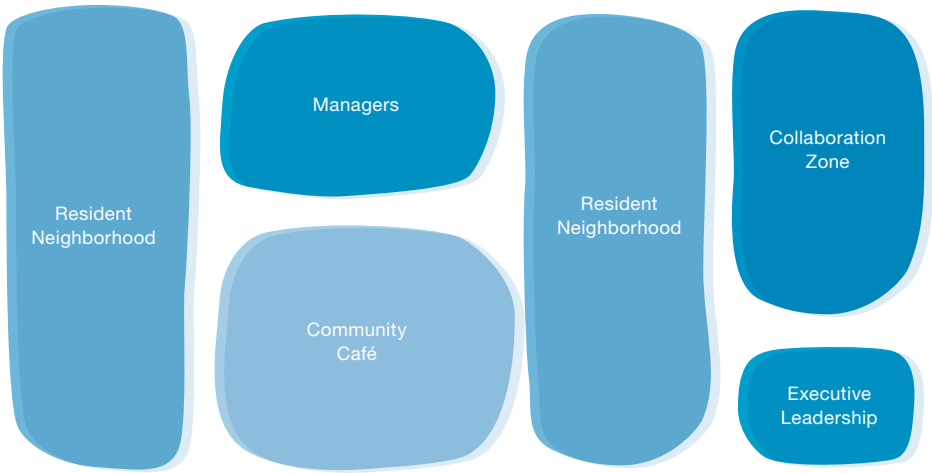 Resident
Neighborhood
Managers
Community
Café
Resident
Neighborhood
Collaboration
Zone
Executive
Leadership